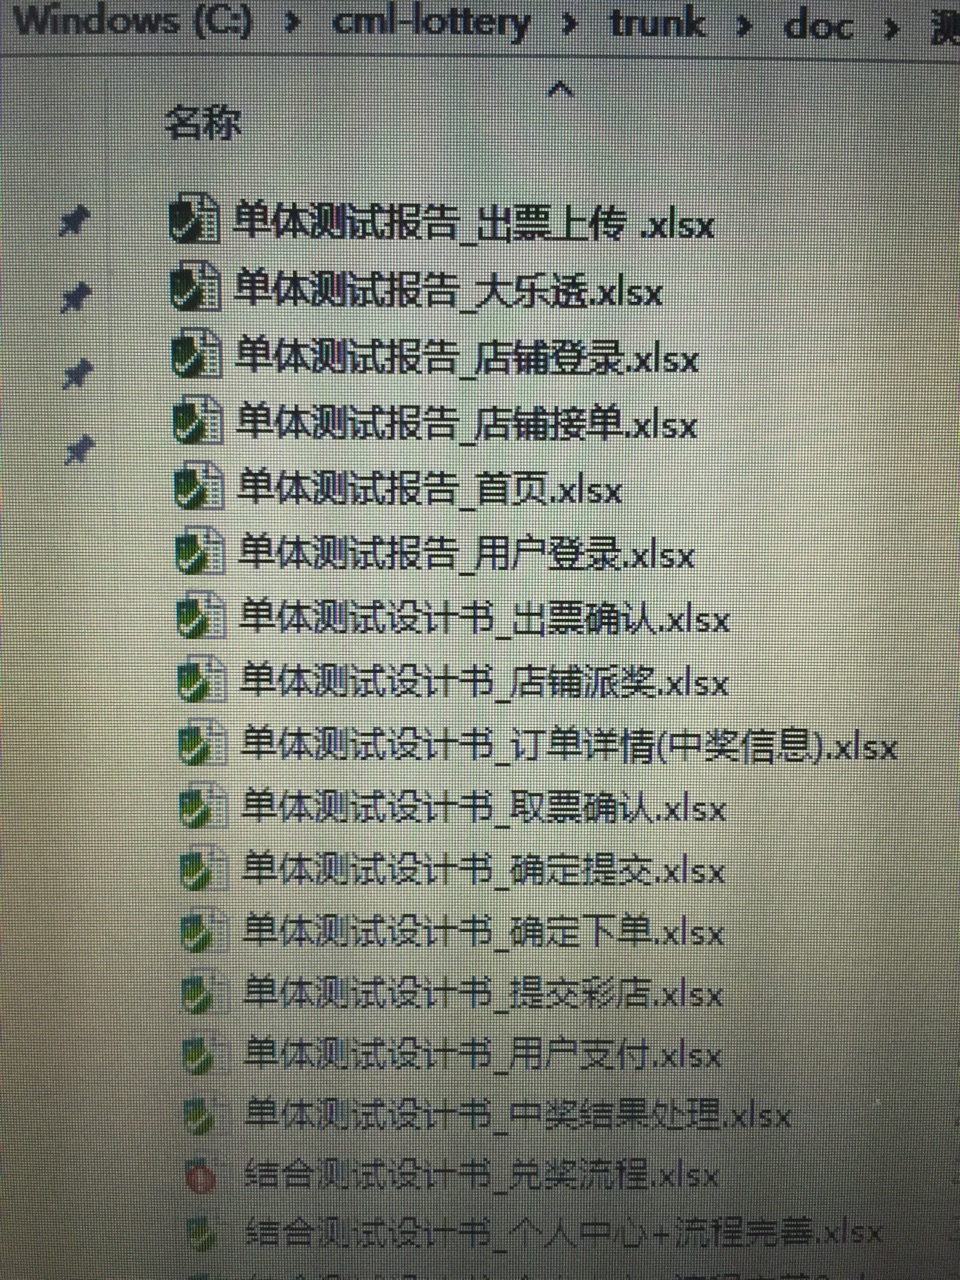 Windows (C:) > cml-lottery > trunk > doc > 测
名称
单体测试报告_出票上传 .xlsx
单体测试报告_大乐透.xlsx
单体测试报告_店铺登录.xlsx
单体测试报告_店铺接单.xlsx
单体测试报告_首页.xlsx
单体测试报告_用户登录.xlsx
单体测试设计书_出票确认.xlsx
单体测试设计书_店铺派奖.xlsx
单体测试设计书_订单详情(中奖信息).xlsx
单体测试设计书_取票确认.xlsx
单体测试设计书_确定提交.xlsx
单体测试设计书_确定下单.xlsx
单体测试设计书_提交彩店.xlsx
单体测试设计书_用户支付.xlsx
单体测试设计书_中奖结果处理.xlsx
结合测试设计书_兑奖流程.xlsx
结合测试设计书_个人中心+流程完善.xlsx